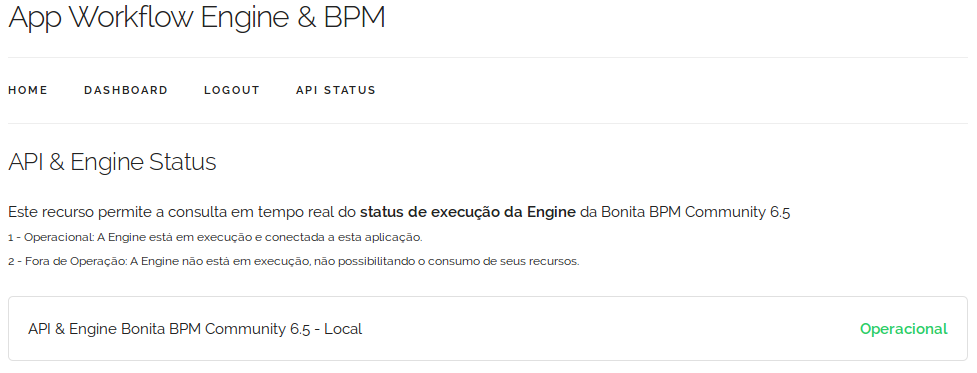 App Workflow Engine & BPM
HOME DASHBOARD LOGOUT API STATUS
API & Engine Status
Este recurso permite a consulta em tempo real do status de execução da Engine da Bonita BPM Community 6.5
1 - Operacional: A Engine está em execução e conectada a esta aplicação.
2 - Fora de Operação: A Engine não está em execução, não possibilitando o consumo de seus recursos.
API & Engine Bonita BPM Community 6.5 - Local Operacional